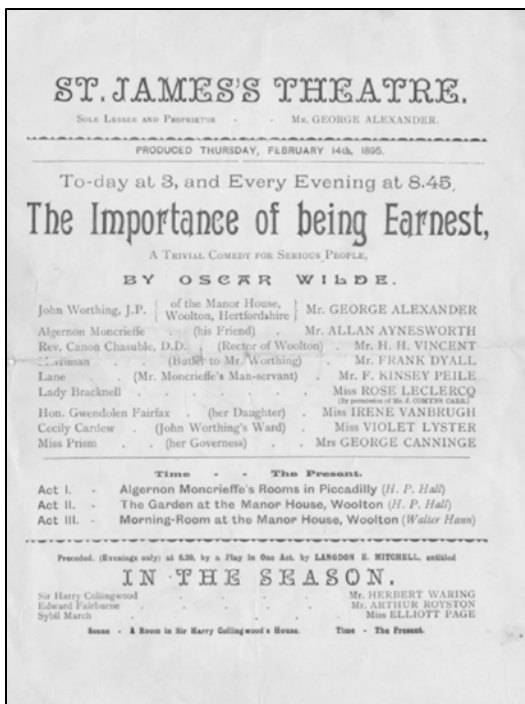 ST. JAMES'S THEATRE.
SOLE LESSEE AND PROPRIETOR - - MR. GEORGE ALEXANDER.
PRODUCED THURSDAY, FEBRUARY 14th, 1895.
To-day at 3, and Every Evening at 8.45,
The Importance of being Earnest,
A TRIVIAL COMEDY FOR SERIOUS PEOPLE,
BY OSCAR WILDE.
John Worthing, J.P. { of the Manor House, Woolton, Hertfordshire } Mr. GEORGE ALEXANDER
Algernon Moncrieffe . (his Friend) . Mr. ALLAN AYNESWORTH
Rev. Canon Chasuble, D.D. . (Rector of Woolton) . Mr. H. H. VINCENT
Merriman . (Butler to Mr. Worthing) . Mr. FRANK DYALL
Lane . (Mr. Moncrieffe's Man-servant) . Mr. F. KINSEY PEILE
Lady Bracknell . . . . Miss ROSE LECLERCQ
(By permission of Mr. J. COMYNS CARR.)
Hon. Gwendolen Fairfax . (her Daughter) . Miss IRENE VANBRUGH
Cecily Cardew . (John Worthing's Ward) . Miss VIOLET LYSTER
Miss Prism . . (her Governess) . Mrs GEORGE CANNINGE
Time - - The Present.
Act I. - Algernon Moncrieffe's Rooms in Piccadilly (H. P. Hall)
Act II. - The Garden at the Manor House, Woolton (H. P. Hall)
Act III. - Morning-Room at the Manor House, Woolton (Walter Hann)
Preceded, (Evenings only) at 8.30, by a Play in One Act, by LANGDON E. MITCHELL, entitled
IN THE SEASON.
Sir Harry Collingwood . . . . Mr. HERBERT WARING
Edward Fairburne . . . . Mr. ARTHUR ROYSTON
Sybil March . . . . Miss ELLIOTT PAGE
Scene - A Room in Sir Harry Collingwood's House. Time - The Present.